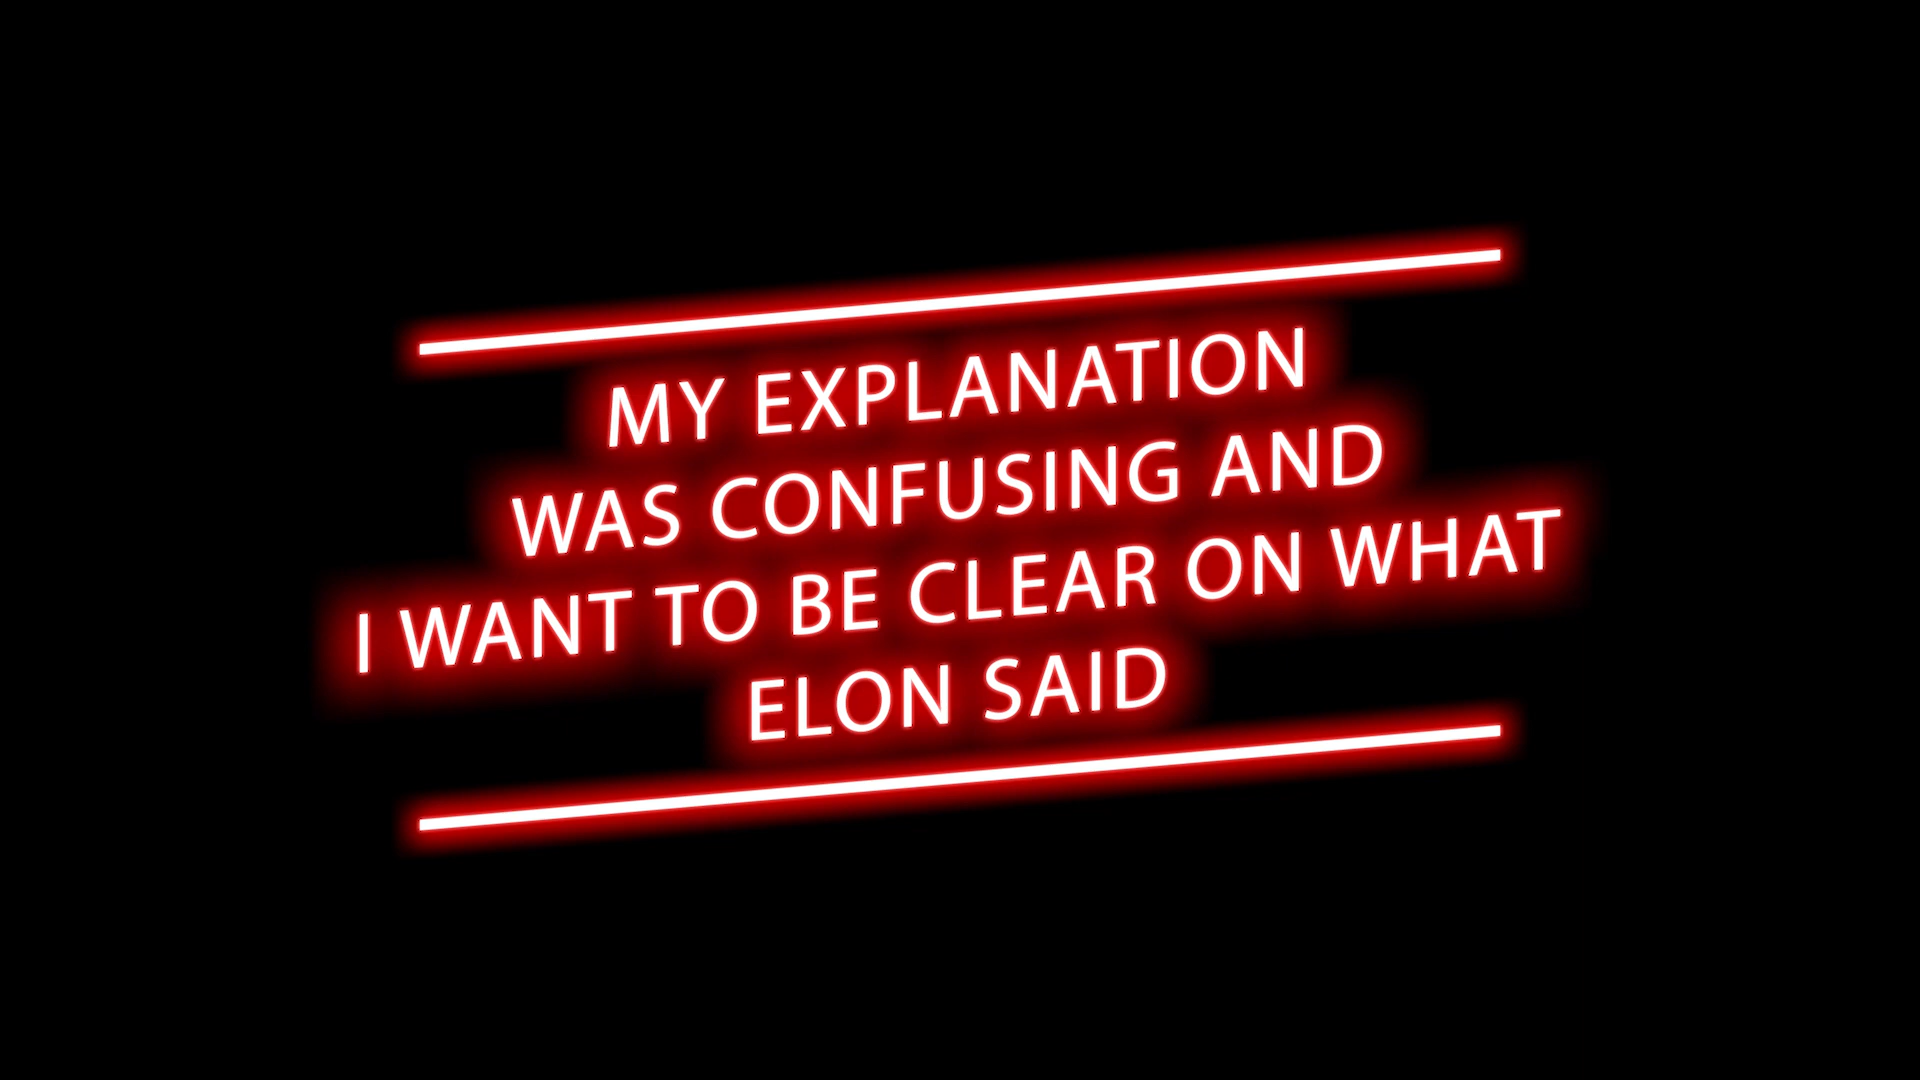 MY EXPLANATION
WAS CONFUSING AND
I WANT TO BE CLEAR ON WHAT
ELON SAID